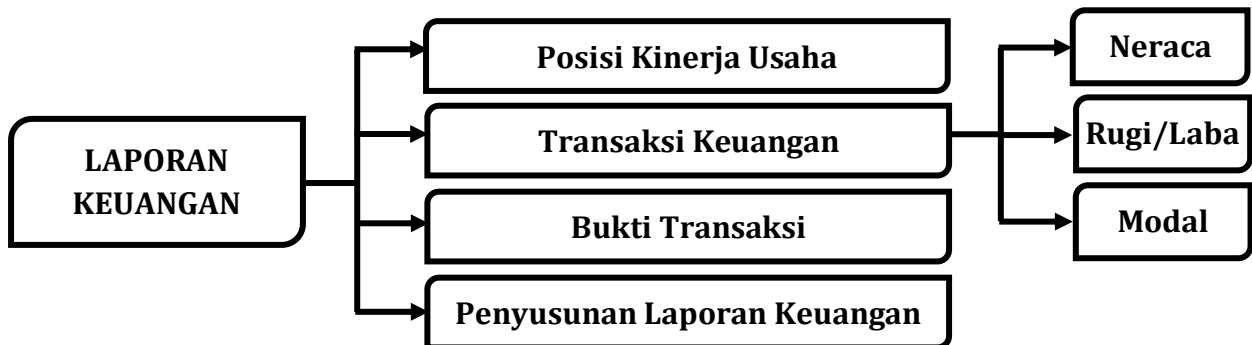 LAPORAN
KEUANGAN
Posisi Kinerja Usaha
Transaksi Keuangan
Bukti Transaksi
Penyusunan Laporan Keuangan
Neraca
Rugi/Laba
Modal